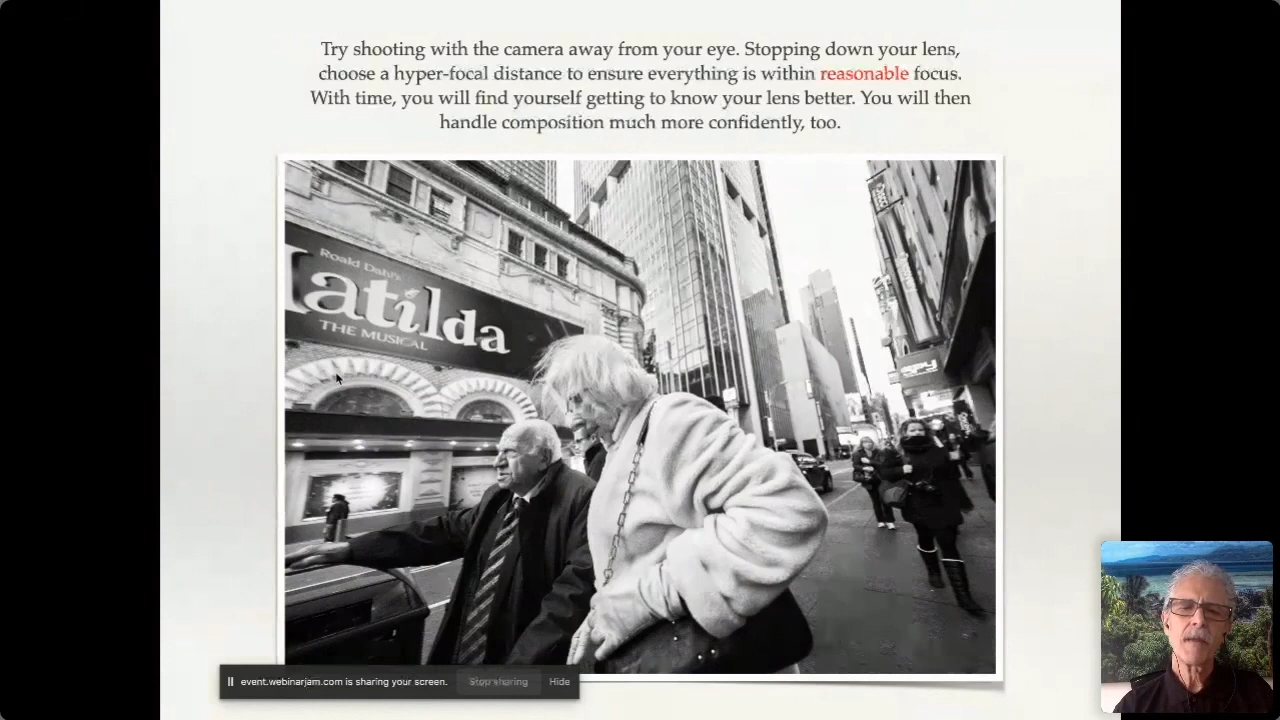 Try shooting with the camera away from your eye. Stopping down your lens,
choose a hyper-focal distance to ensure everything is within reasonable focus.
With time, you will find yourself getting to know your lens better. You will then
handle composition much more confidently, too.
Roald Dahl's
atilda
THE MUSICAL
event.webinarjam.com is sharing your screen.
Stop sharing
Hide